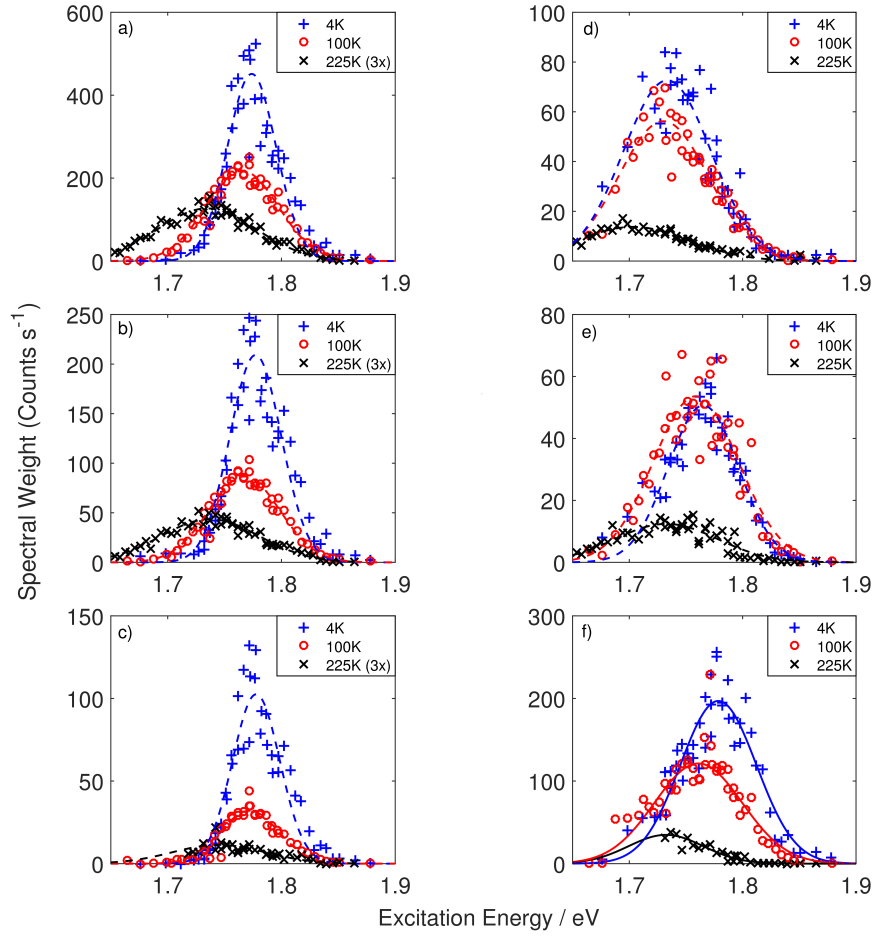 a)
4K
100K
225K (3x)
600
400
200
0
1.7
1.8
1.9
d)
4K
100K
225K
100
80
60
40
20
0
1.7
1.8
1.9
b)
4K
100K
225K (3x)
250
200
150
100
50
0
1.7
1.8
1.9
e)
4K
100K
225K
80
60
40
20
0
1.7
1.8
1.9
c)
4K
100K
225K (3x)
150
100
50
0
1.7
1.8
1.9
f)
4K
100K
225K
300
200
100
0
1.7
1.8
1.9
Spectral Weight (Counts s⁻¹)
Excitation Energy / eV